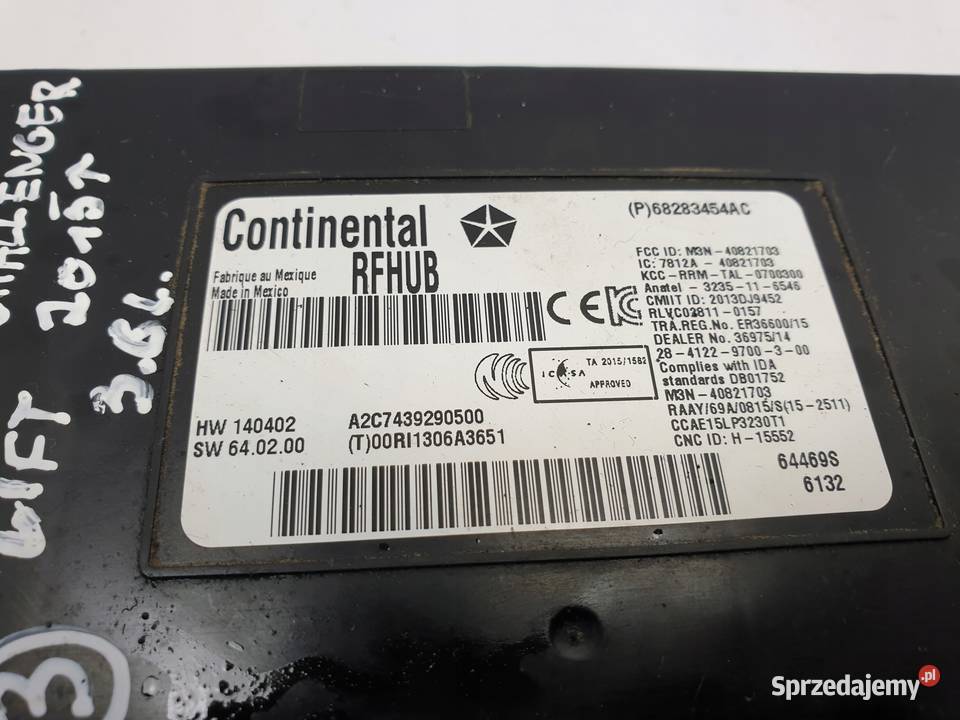 LIFT
2015↑
3.6L.
3
Continental
RFHUB
Fabrique au Mexique
Made in Mexico
(P)68283454AC
FCC ID: M3N-40821703
IC: 7812A - 40821703
KCC-RRM-TAL-0700300
Anatel - 3235-11-6546
CMIIT ID: 2013DJ9452
RLVC03811-0157
TRA.REG.No. ER36600/15
DEALER No. 36975/14
28-4122-9700-3-00
Complies with IDA
standards DB01752
M3N-40821703
RAAY/69A/0815/S(15-2511)
CCAE15LP3230T1
CNC ID: H-15552
CE
ICASA
TA 2015/1582
APPROVED
HW 140402
SW 64.02.00
A2C7439290500
(T)00RI1306A3651
64469S
6132
Sprzedajemy.pl